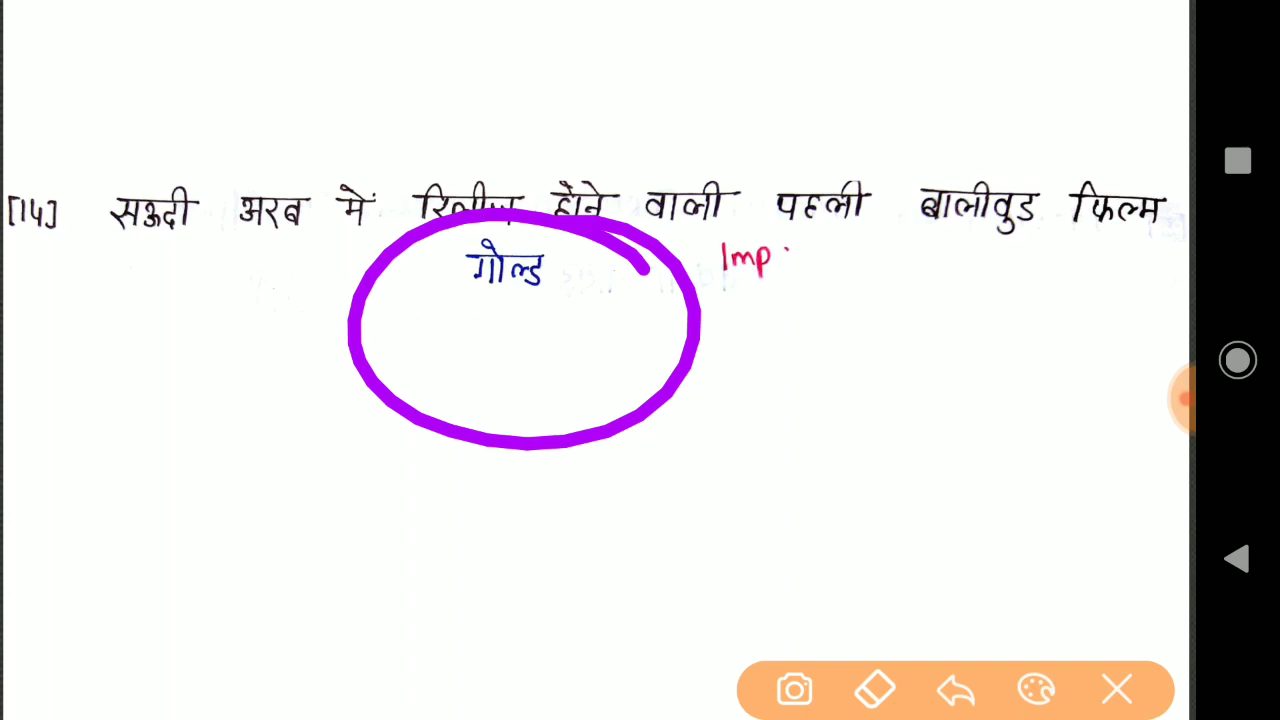 [14] सऊदी अरब में रिलीज होने वाली पहली बालीवुड फिल्म
गोल्ड Imp.